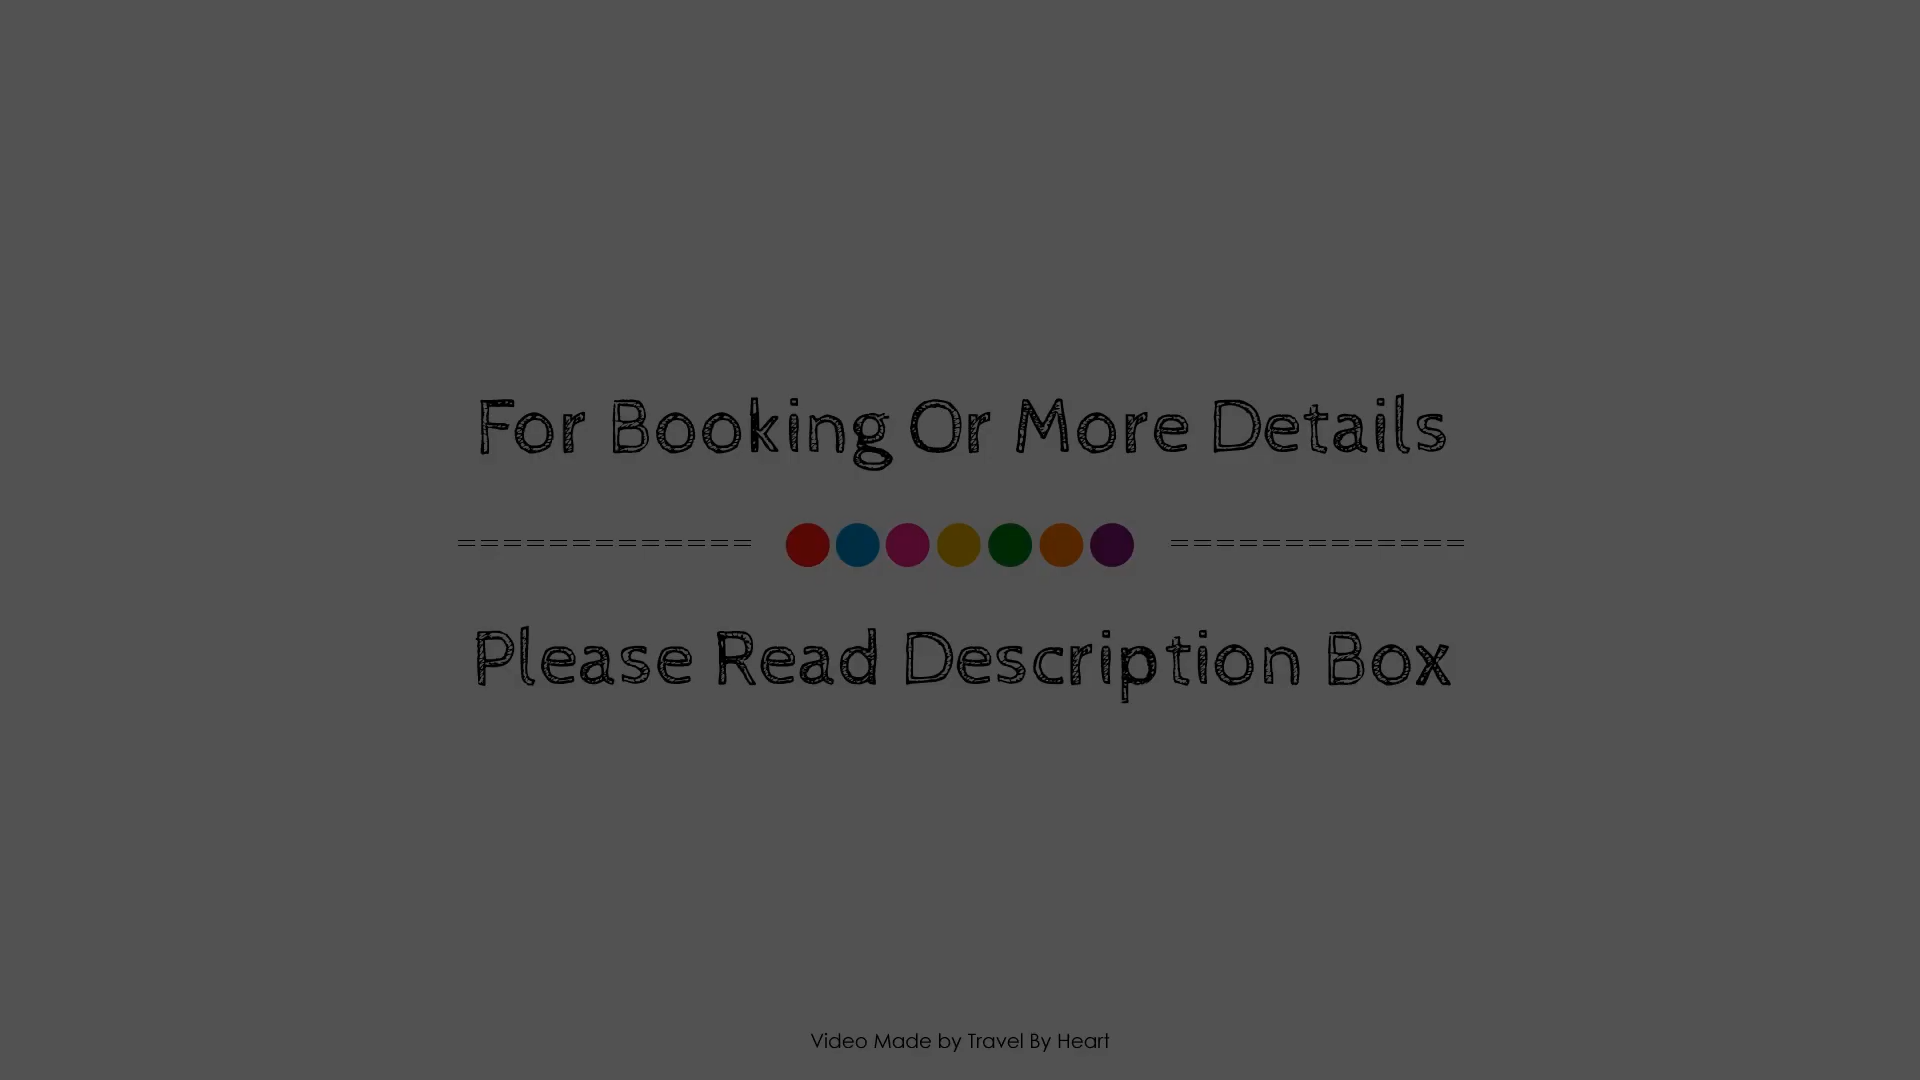 For Booking Or More Details
============= =============
Please Read Description Box
Video Made by Travel By Heart